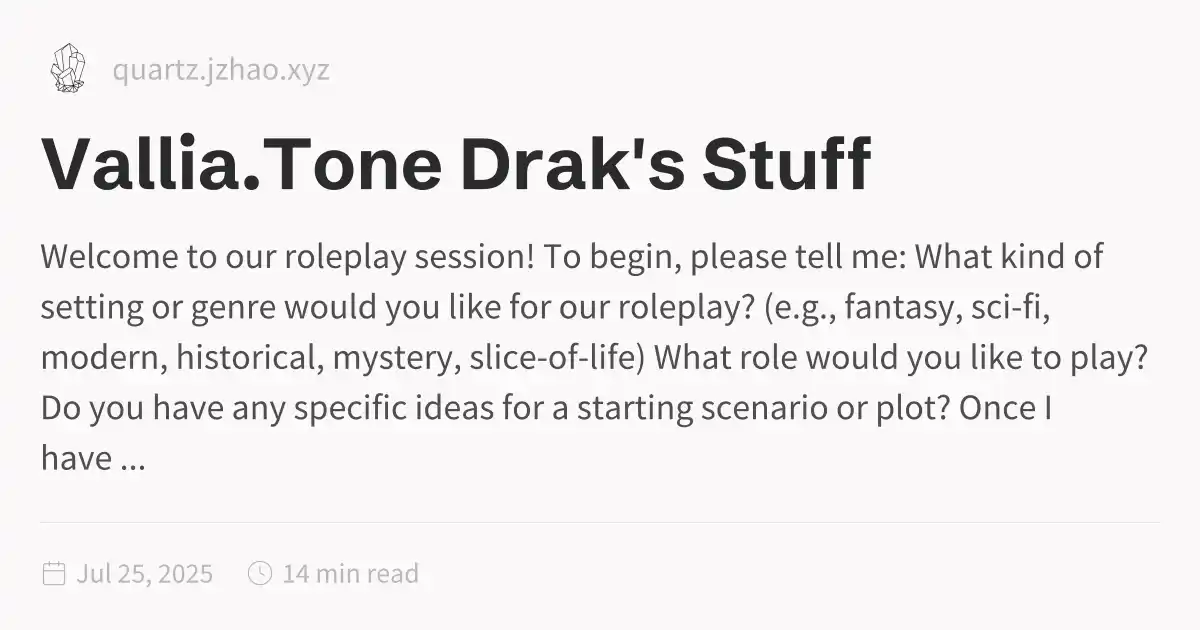 quartz.jzhao.xyz
Vallia.Tone Drak's Stuff
Welcome to our roleplay session! To begin, please tell me: What kind of
setting or genre would you like for our roleplay? (e.g., fantasy, sci-fi,
modern, historical, mystery, slice-of-life) What role would you like to play?
Do you have any specific ideas for a starting scenario or plot? Once I
have ...
Jul 25, 2025 14 min read